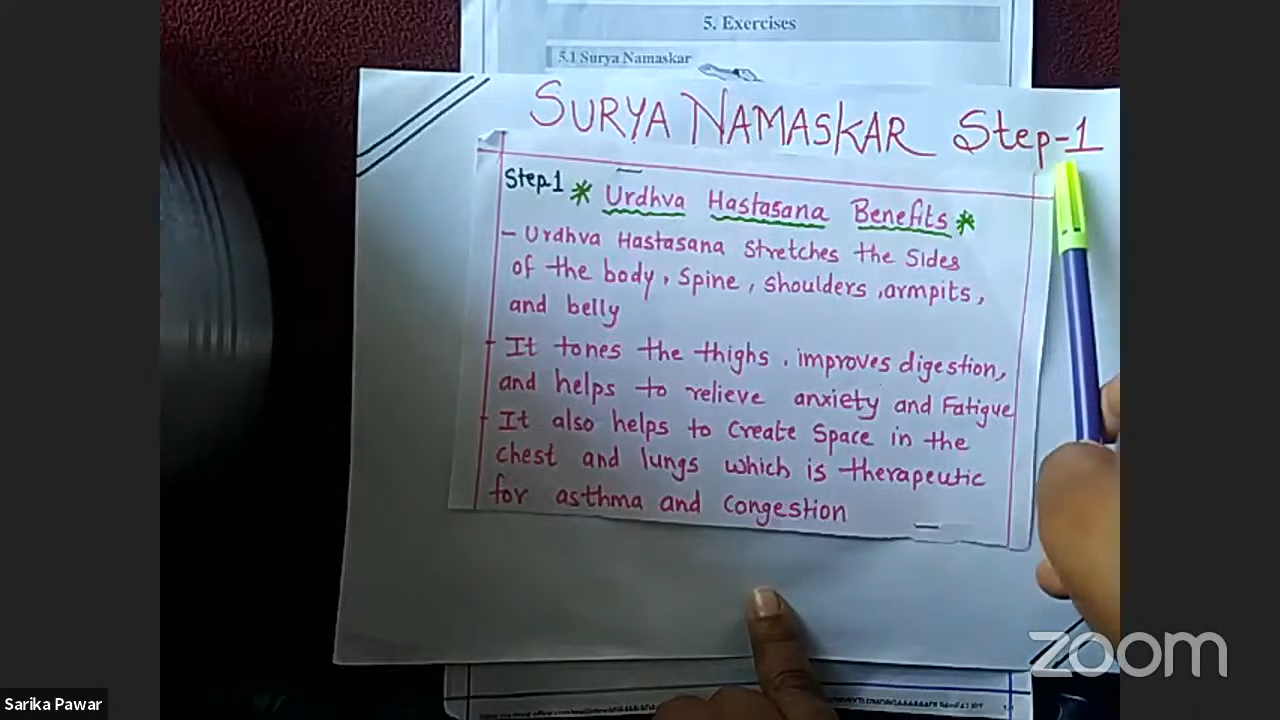 5. Exercises
5.1 Surya Namaskar
SURYA NAMASKAR Step-1
Step1 * Urdhva Hastasana Benefits *
- Urdhva Hastasana Stretches the Sides
of the body, Spine, shoulders, armpits,
and belly
- It tones the thighs, improves digestion,
and helps to relieve anxiety and Fatigue
- It also helps to Create Space in the
chest and lungs which is therapeutic
for asthma and Congestion
zoom
Sarika Pawar